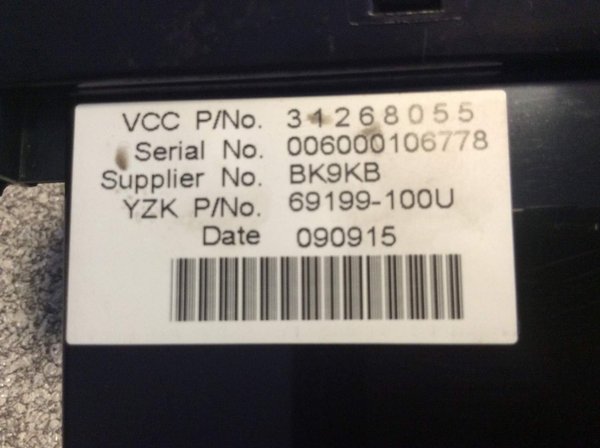 VCC P/No. 31268055
Serial No. 006000106778
Supplier No. BK9KB
YZK P/No. 69199-100U
Date 090915